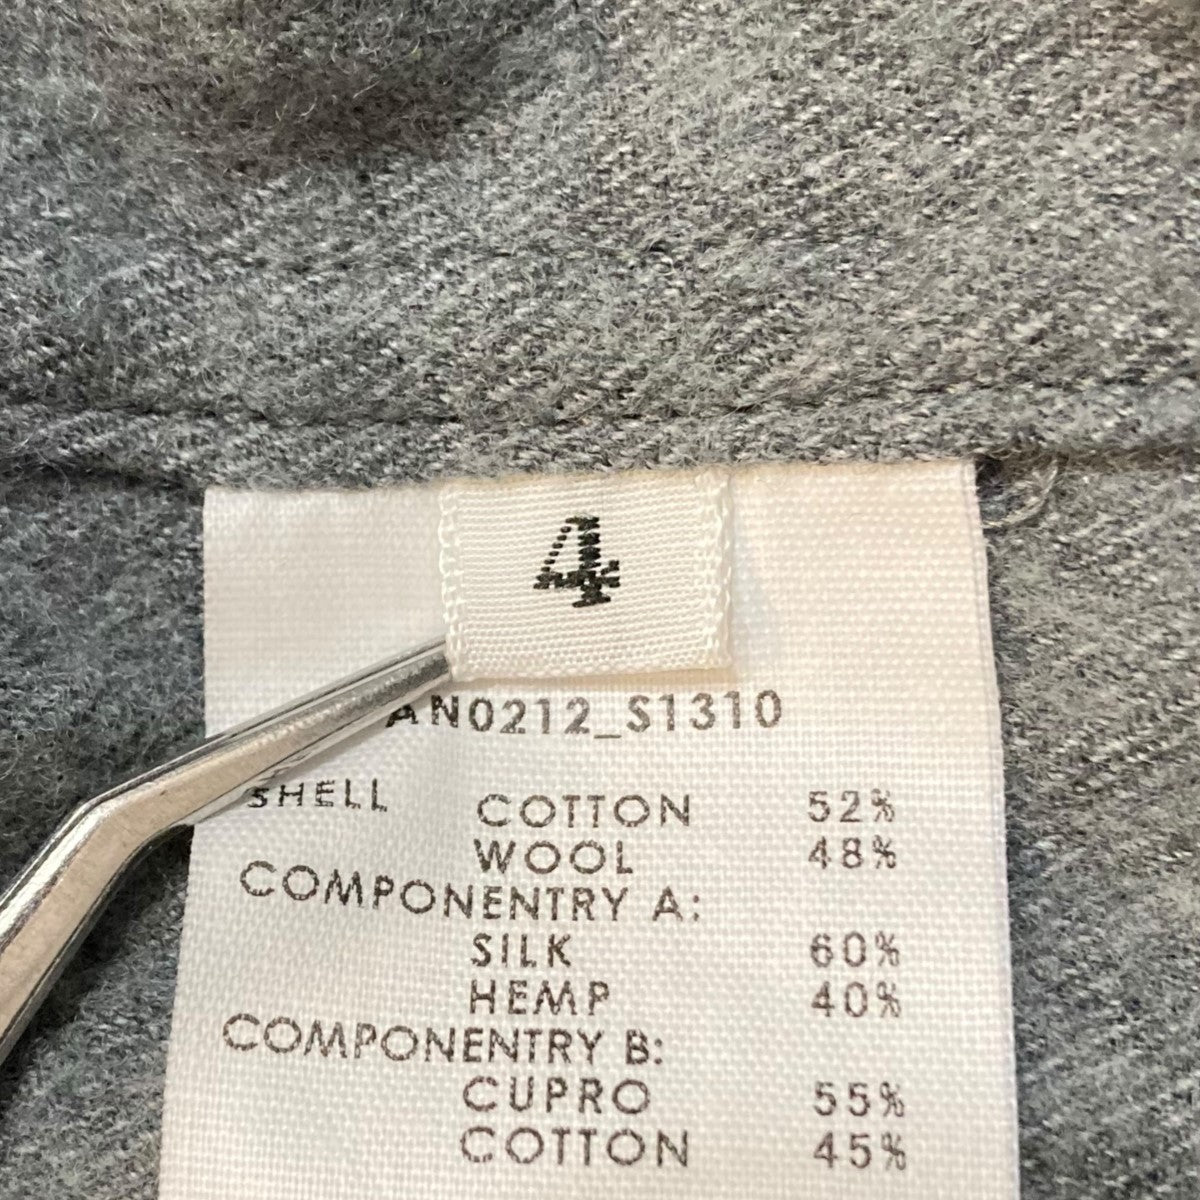 4
AN0212_S1310
SHELL COTTON 52%
WOOL 48%
COMPONENTRY A:
SILK 60%
HEMP 40%
COMPONENTRY B:
CUPRO 55%
COTTON 45%